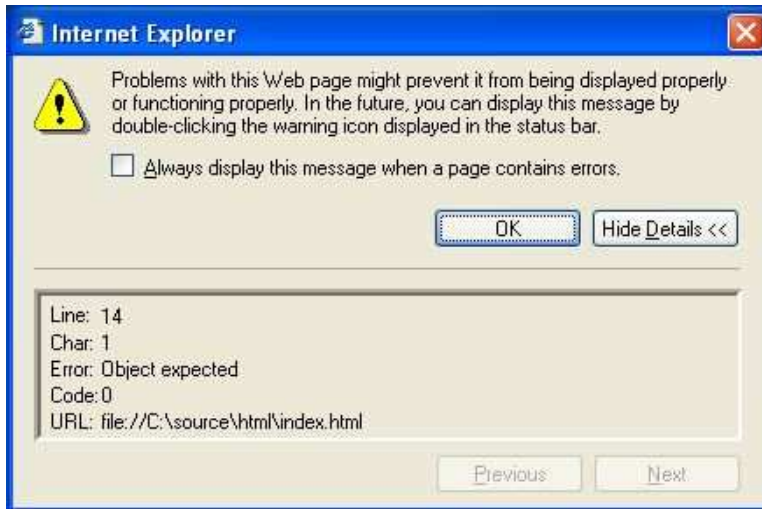 Internet Explorer
Problems with this Web page might prevent it from being displayed properly
or functioning properly. In the future, you can display this message by
double-clicking the warning icon displayed in the status bar.
Always display this message when a page contains errors.
OK
Hide Details <<
Line: 14
Char: 1
Error: Object expected
Code:0
URL: file://C:\source\html\index.html
Previous
Next